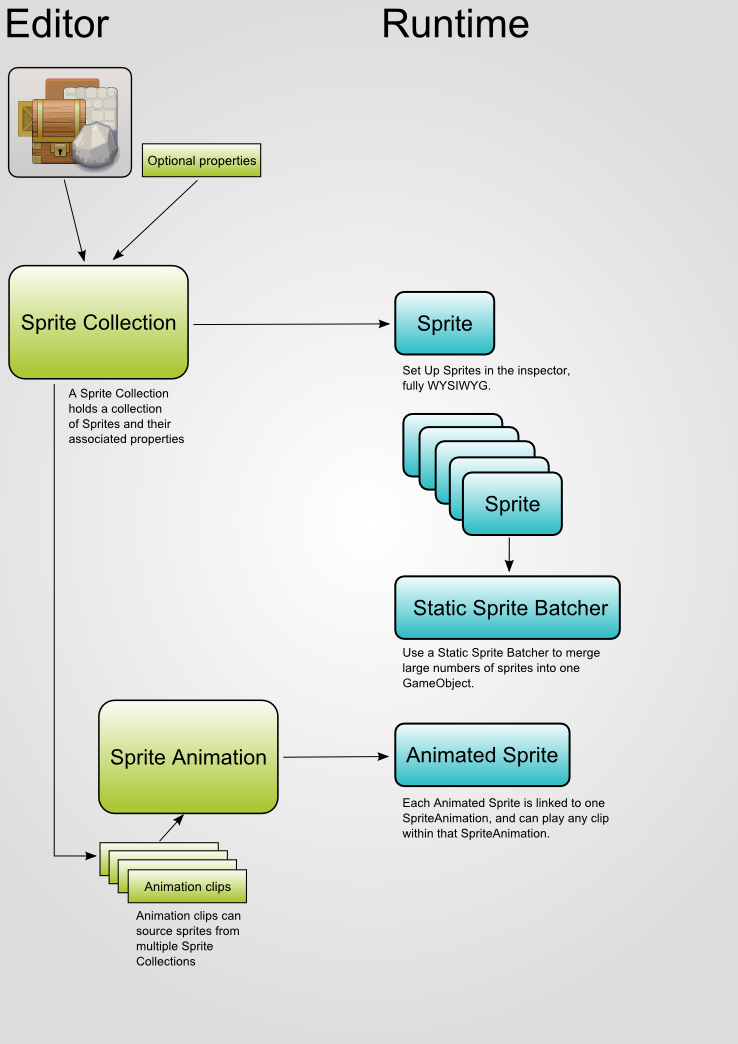 Editor
Runtime
Optional properties
Sprite Collection
A Sprite Collection
holds a collection
of Sprites and their
associated properties
Sprite
Set Up Sprites in the inspector,
fully WYSIWYG.
Sprite
Static Sprite Batcher
Use a Static Sprite Batcher to merge
large numbers of sprites into one
GameObject.
Sprite Animation
Animated Sprite
Each Animated Sprite is linked to one
SpriteAnimation, and can play any clip
within that SpriteAnimation.
Animation clips
Animation clips can
source sprites from
multiple Sprite
Collections